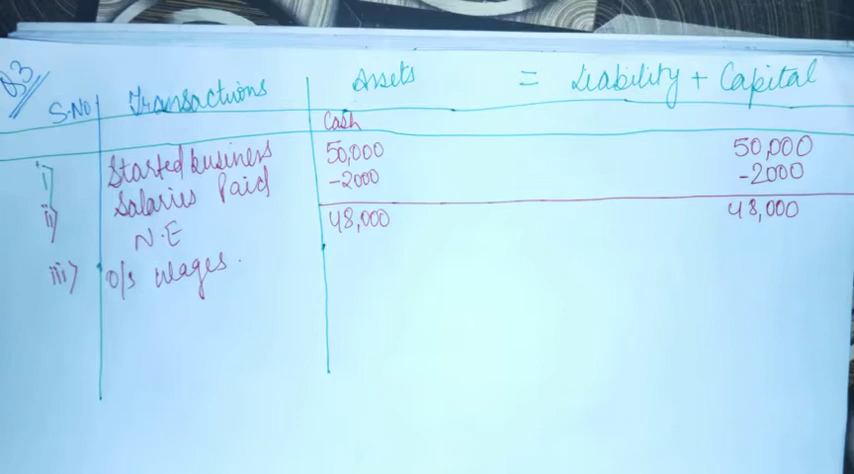 Q3
S.No Transactions Assets = Liability + Capital
Cash
i) Started business 50,000 50,000
ii) Salaries Paid -2000 -2000
N.E 48,000 48,000
iii) O/s Wages.